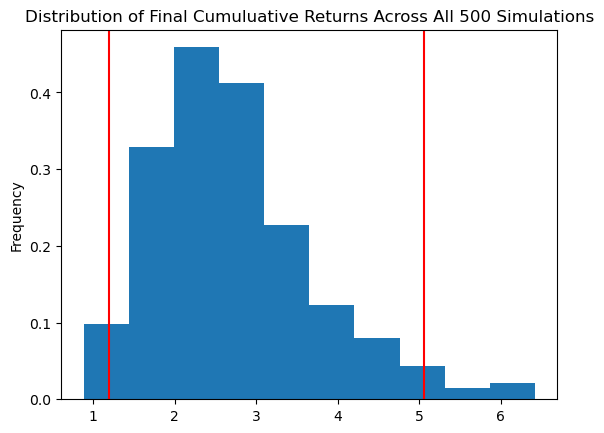 Distribution of Final Cumuluative Returns Across All 500 Simulations
Frequency
0.4
0.3
0.2
0.1
0.0
1 2 3 4 5 6